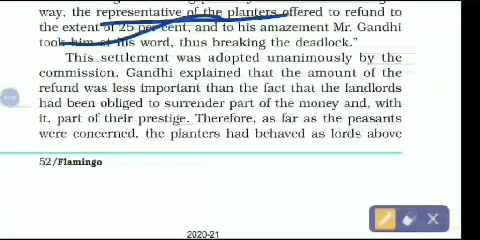 way, the representative of the planters offered to refund to
the extent of 25 per cent, and to his amazement Mr. Gandhi
took him at his word, thus breaking the deadlock.”
This settlement was adopted unanimously by the
commission. Gandhi explained that the amount of the
refund was less important than the fact that the landlords
had been obliged to surrender part of the money and, with
it, part of their prestige. Therefore, as far as the peasants
were concerned, the planters had behaved as lords above
52/Flamingo
2020-21